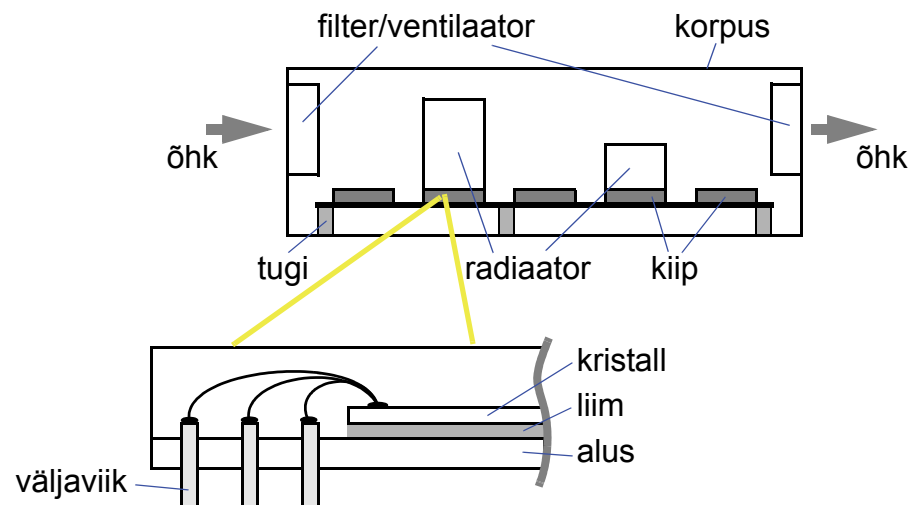 filter/ventilaator
korpus
õhk
õhk
tugi
radiaator
kiip
kristall
liim
alus
väljaviik